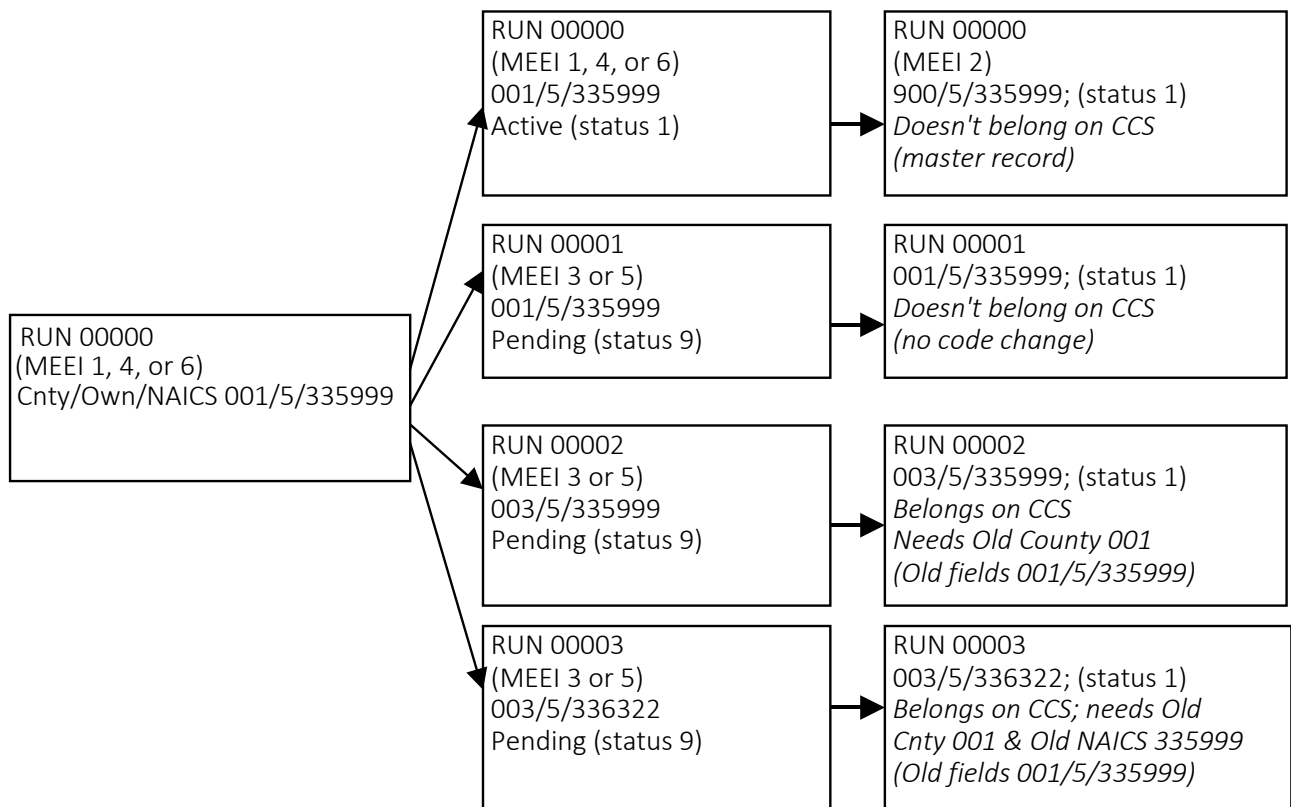 RUN 00000
(MEEI 1, 4, or 6)
Cnty/Own/NAICS 001/5/335999
RUN 00000
(MEEI 1, 4, or 6)
001/5/335999
Active (status 1)
RUN 00000
(MEEI 2)
900/5/335999; (status 1)
Doesn't belong on CCS
(master record)
RUN 00001
(MEEI 3 or 5)
001/5/335999
Pending (status 9)
RUN 00001
001/5/335999; (status 1)
Doesn't belong on CCS
(no code change)
RUN 00002
(MEEI 3 or 5)
003/5/335999
Pending (status 9)
RUN 00002
003/5/335999; (status 1)
Belongs on CCS
Needs Old County 001
(Old fields 001/5/335999)
RUN 00003
(MEEI 3 or 5)
003/5/336322
Pending (status 9)
RUN 00003
003/5/336322; (status 1)
Belongs on CCS; needs Old
Cnty 001 & Old NAICS 335999
(Old fields 001/5/335999)